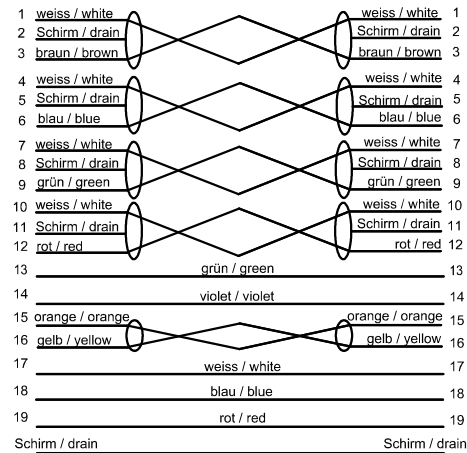 1 weiss / white weiss / white 1
2 Schirm / drain Schirm / drain 2
3 braun / brown braun / brown 3
4 weiss / white weiss / white 4
5 Schirm / drain Schirm / drain 5
6 blau / blue blau / blue 6
7 weiss / white weiss / white 7
8 Schirm / drain Schirm / drain 8
9 grün / green grün / green 9
10 weiss / white weiss / white 10
11 Schirm / drain Schirm / drain 11
12 rot / red rot / red 12
13 grün / green 13
14 violet / violet 14
15 orange / orange orange / orange 15
16 gelb / yellow gelb / yellow 16
17 weiss / white 17
18 blau / blue 18
19 rot / red 19
Schirm / drain Schirm / drain